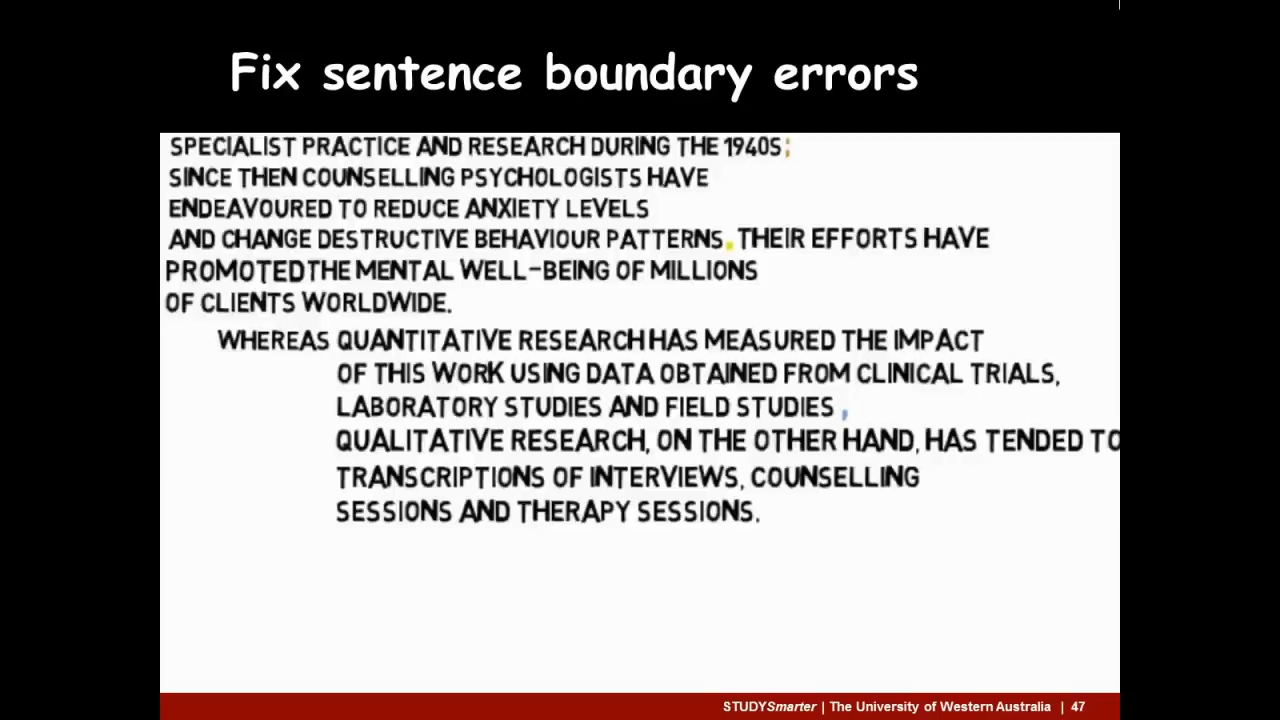 Fix sentence boundary errors
SPECIALIST PRACTICE AND RESEARCH DURING THE 1940S;
SINCE THEN COUNSELLING PSYCHOLOGISTS HAVE
ENDEAVOURED TO REDUCE ANXIETY LEVELS
AND CHANGE DESTRUCTIVE BEHAVIOUR PATTERNS. THEIR EFFORTS HAVE
PROMOTED THE MENTAL WELL-BEING OF MILLIONS
OF CLIENTS WORLDWIDE.
WHEREAS QUANTITATIVE RESEARCH HAS MEASURED THE IMPACT
OF THIS WORK USING DATA OBTAINED FROM CLINICAL TRIALS,
LABORATORY STUDIES AND FIELD STUDIES ,
QUALITATIVE RESEARCH, ON THE OTHER HAND, HAS TENDED TO
TRANSCRIPTIONS OF INTERVIEWS, COUNSELLING
SESSIONS AND THERAPY SESSIONS.
STUDYSmarter | The University of Western Australia | 47